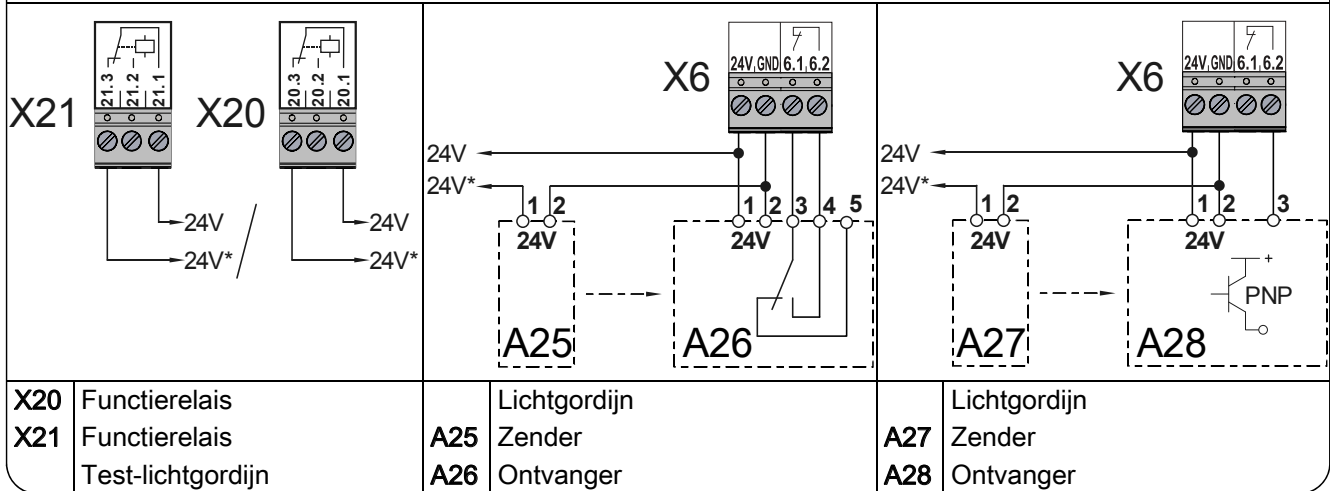 X21
21.3
21.2
21.1
24V
24V*
X20
20.3
20.2
20.1
24V
24V*
X6
24V GND 6.1 6.2
24V
24V*
1 2
24V
A25
1 2 3 4 5
24V
A26
X6
24V GND 6.1 6.2
24V
24V*
1 2
24V
A27
1 2 3
24V
+
PNP
A28
X20 Functierelais
X21 Functierelais
Test-lichtgordijn
Lichtgordijn
A25 Zender
A26 Ontvanger
Lichtgordijn
A27 Zender
A28 Ontvanger